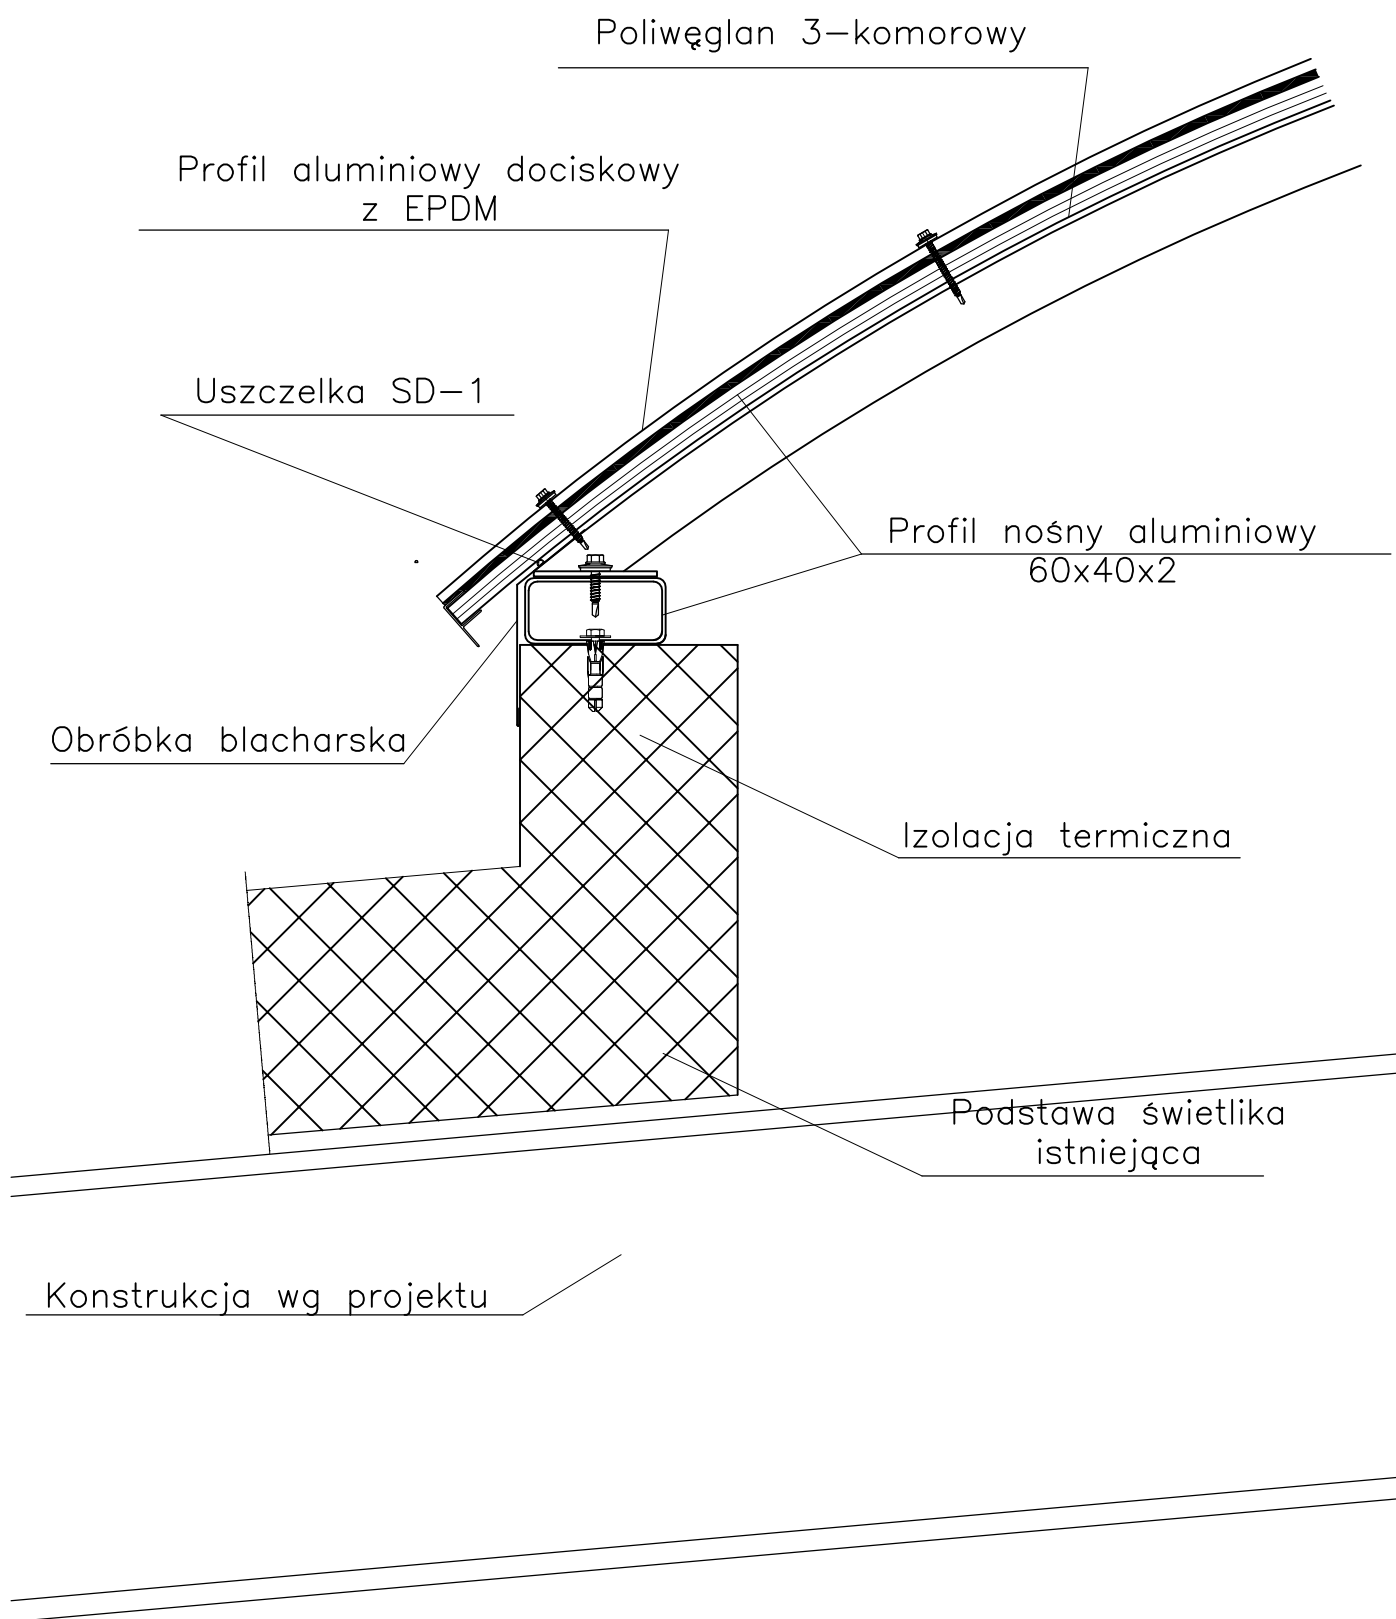 Poliwęglan 3-komorowy
Profil aluminiowy dociskowy
z EPDM
Uszczelka SD-1
Profil nośny aluminiowy
60x40x2
Obróbka blacharska
Izolacja termiczna
Podstawa świetlika
istniejąca
Konstrukcja wg projektu